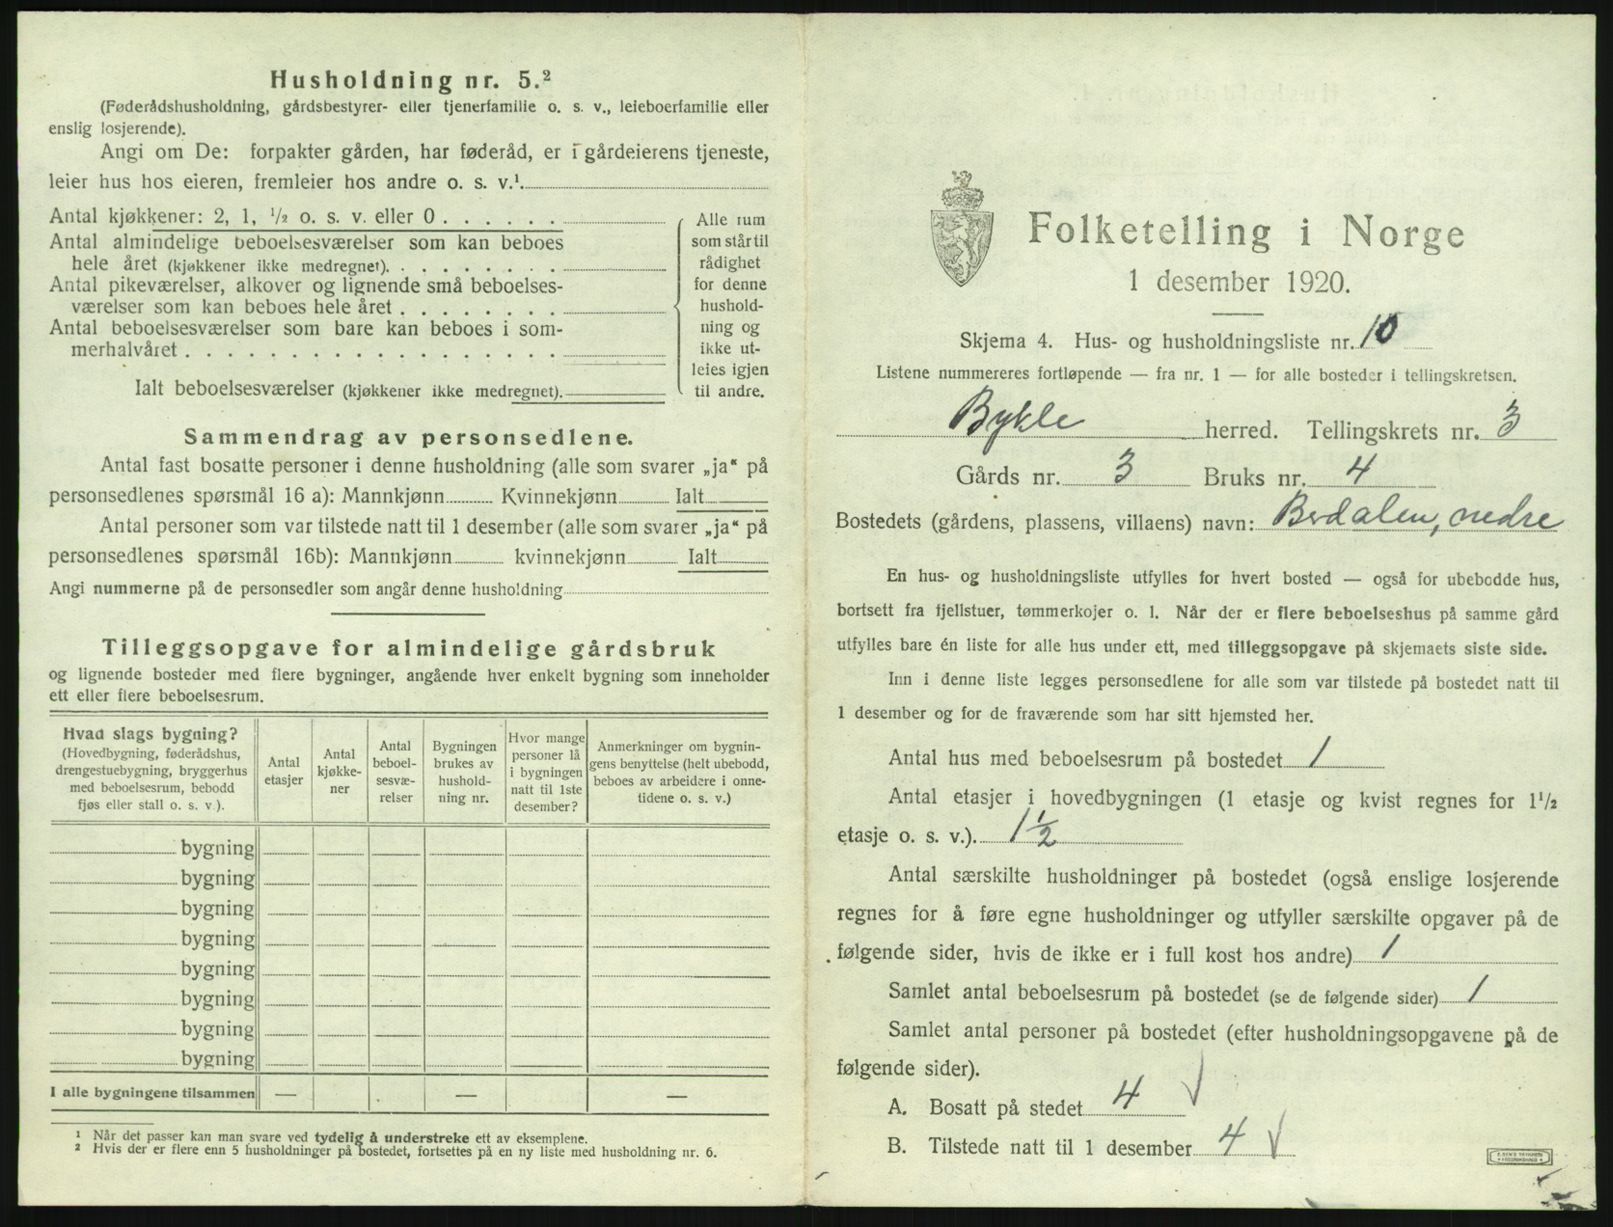 Husholdning nr. 5.²
(Føderådshusholdning, gårdsbestyrer- eller tjenerfamilie o. s. v., leieboerfamilie eller
enslig losjerende).
Angi om De: forpakter gården, har føderåd, er i gårdeierens tjeneste,
leier hus hos eieren, fremleier hos andre o. s. v.¹
Antal kjøkkener: 2, 1, ½ o. s. v. eller 0
Antal almindelige beboelsesværelser som kan beboes
hele året (kjøkkener ikke medregnet).
Antal pikeværelser, alkover og lignende små beboelses-
værelser som kan beboes hele året
Antal beboelsesværelser som bare kan beboes i som-
merhalvåret
Ialt beboelsesværelser (kjøkkener ikke medregnet).
Alle rum
som står til
rådighet
for denne
hushold-
ning og
ikke ut-
leies igjen
til andre.
Sammendrag av personsedlene.
Antal fast bosatte personer i denne husholdning (alle som svarer „ja“ på
personsedlenes spørsmål 16 a): Mannkjønn Kvinnekjønn Ialt
Antal personer som var tilstede natt til 1 desember (alle som svarer „ja“ på
personsedlenes spørsmål 16b): Mannkjønn kvinnekjønn Ialt
Angi nummerne på de personsedler som angår denne husholdning
Tilleggsopgave for almindelige gårdsbruk
og lignende bosteder med flere bygninger, angående hver enkelt bygning som inneholder
ett eller flere beboelsesrum.
Hvad slags bygning?
(Hovedbygning, føderådshus,
drengestuebygning, bryggerhus
med beboelsesrum, bebodd
fjøs eller stall o. s. v.).
Antal
etasjer
Antal
kjøkke-
ner
Antal
beboel-
sesvæ-
relser
Bygningen
brukes av
hushold-
ning nr.
Hvor mange
personer lå
i bygningen
natt til 1ste
desember?
Anmerkninger om bygnin-
gens benyttelse (helt ubebodd,
beboes av arbeidere i onne-
tidene o. s. v.)
bygning
bygning
bygning
bygning
bygning
bygning
bygning
bygning
I alle bygningene tilsammen — — —
¹ Når det passer kan man svare ved tydelig å understreke ett av eksemplene.
² Hvis der er flere enn 5 husholdninger på bostedet, fortsettes på en ny liste med husholdning nr. 6.
Folketelling i Norge
1 desember 1920.
Skjema 4. Hus- og husholdningsliste nr. 10
Listene nummereres fortløpende — fra nr. 1 — for alle bosteder i tellingskretsen.
Bykle herred. Tellingskrets nr. 3
Gårds nr. 3 Bruks nr. 4
Bostedets (gårdens, plassens, villaens) navn: Berdalen, nedre
En hus- og husholdningsliste utfylles for hvert bosted — også for ubebodde hus,
bortsett fra fjellstuer, tømmerkojer o. l. Når der er flere beboelseshus på samme gård
utfylles bare én liste for alle hus under ett, med tilleggsopgave på skjemaets siste side.
Inn i denne liste legges personsedlene for alle som var tilstede på bostedet natt til
1 desember og for de fraværende som har sitt hjemsted her.
Antal hus med beboelsesrum på bostedet 1
Antal etasjer i hovedbygningen (1 etasje og kvist regnes for 1½
etasje o. s. v.). 1½
Antal særskilte husholdninger på bostedet (også enslige losjerende
regnes for å føre egne husholdninger og utfyller særskilte opgaver på de
følgende sider, hvis de ikke er i full kost hos andre) 1
Samlet antal beboelsesrum på bostedet (se de følgende sider) 1
Samlet antal personer på bostedet (efter husholdningsopgavene på de
følgende sider).
A. Bosatt på stedet 4
B. Tilstede natt til 1 desember 4